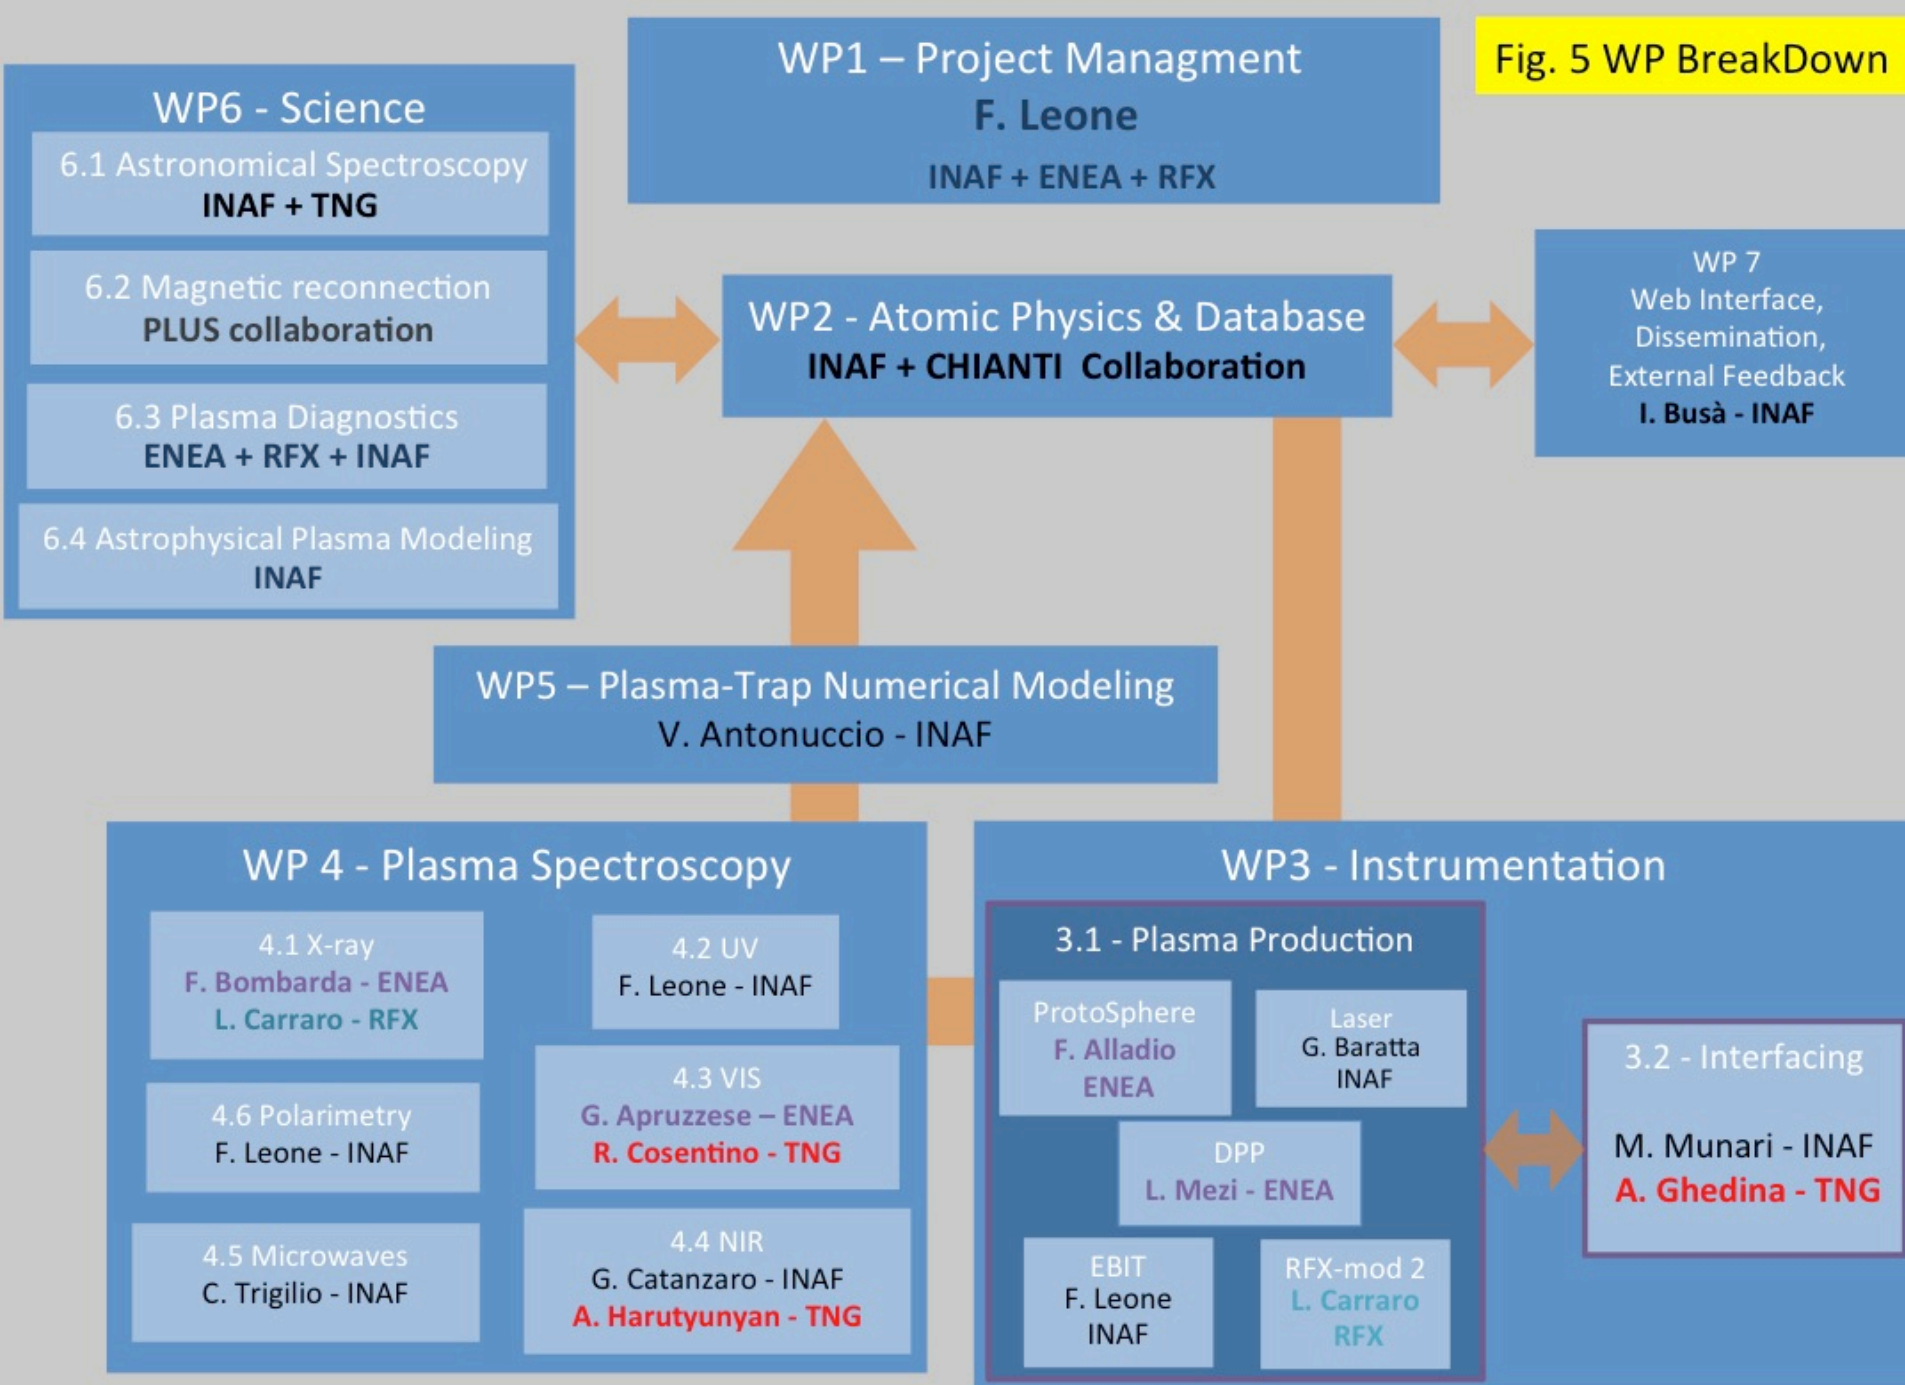 WP1 – Project Managment
F. Leone
INAF + ENEA + RFX
Fig. 5 WP BreakDown
WP6 - Science
6.1 Astronomical Spectroscopy
INAF + TNG
6.2 Magnetic reconnection
PLUS collaboration
6.3 Plasma Diagnostics
ENEA + RFX + INAF
6.4 Astrophysical Plasma Modeling
INAF
WP2 - Atomic Physics & Database
INAF + CHIANTI Collaboration
WP 7
Web Interface,
Dissemination,
External Feedback
I. Busà - INAF
WP5 – Plasma-Trap Numerical Modeling
V. Antonuccio - INAF
WP 4 - Plasma Spectroscopy
4.1 X-ray
F. Bombarda - ENEA
L. Carraro - RFX
4.2 UV
F. Leone - INAF
4.6 Polarimetry
F. Leone - INAF
4.3 VIS
G. Apruzzese – ENEA
R. Cosentino - TNG
4.5 Microwaves
C. Trigilio - INAF
4.4 NIR
G. Catanzaro - INAF
A. Harutyunyan - TNG
WP3 - Instrumentation
3.1 - Plasma Production
ProtoSphere
F. Alladio
ENEA
Laser
G. Baratta
INAF
DPP
L. Mezi - ENEA
EBIT
F. Leone
INAF
RFX-mod 2
L. Carraro
RFX
3.2 - Interfacing
M. Munari - INAF
A. Ghedina - TNG